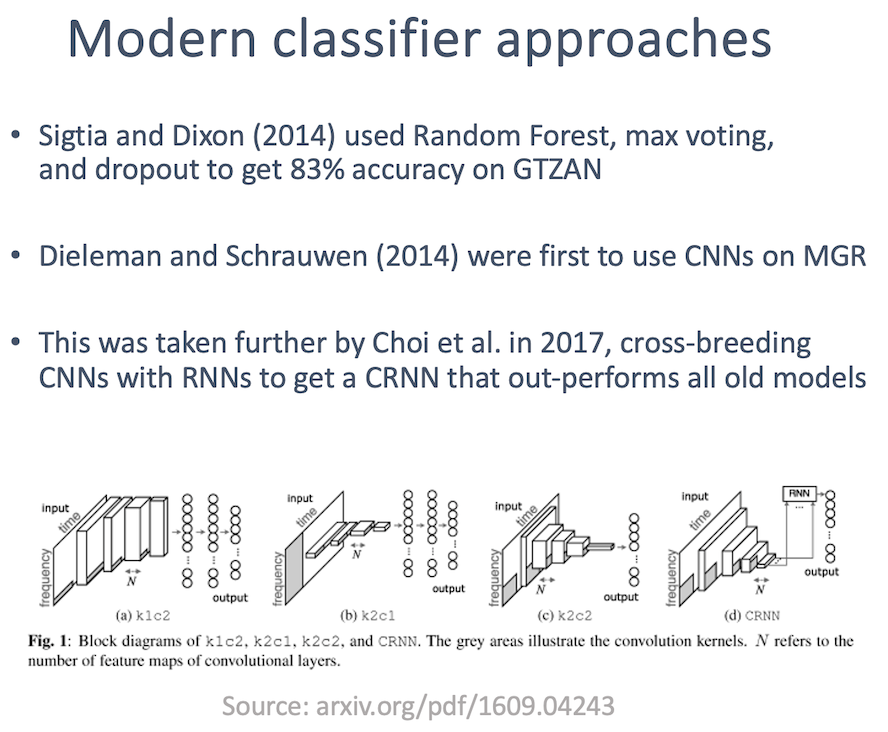 Modern classifier approaches
• Sigtia and Dixon (2014) used Random Forest, max voting,
and dropout to get 83% accuracy on GTZAN
• Dieleman and Schrauwen (2014) were first to use CNNs on MGR
• This was taken further by Choi et al. in 2017, cross-breeding
CNNs with RNNs to get a CRNN that out-performs all old models
input
time
frequency
N
output
(a) k1c2
input
time
frequency
N
output
(b) k2c1
input
time
frequency
N
output
(c) k2c2
input
time
frequency
N
RNN
...
output
(d) CRNN
Fig. 1: Block diagrams of k1c2, k2c1, k2c2, and CRNN. The grey areas illustrate the convolution kernels. N refers to the
number of feature maps of convolutional layers.
Source: arxiv.org/pdf/1609.04243